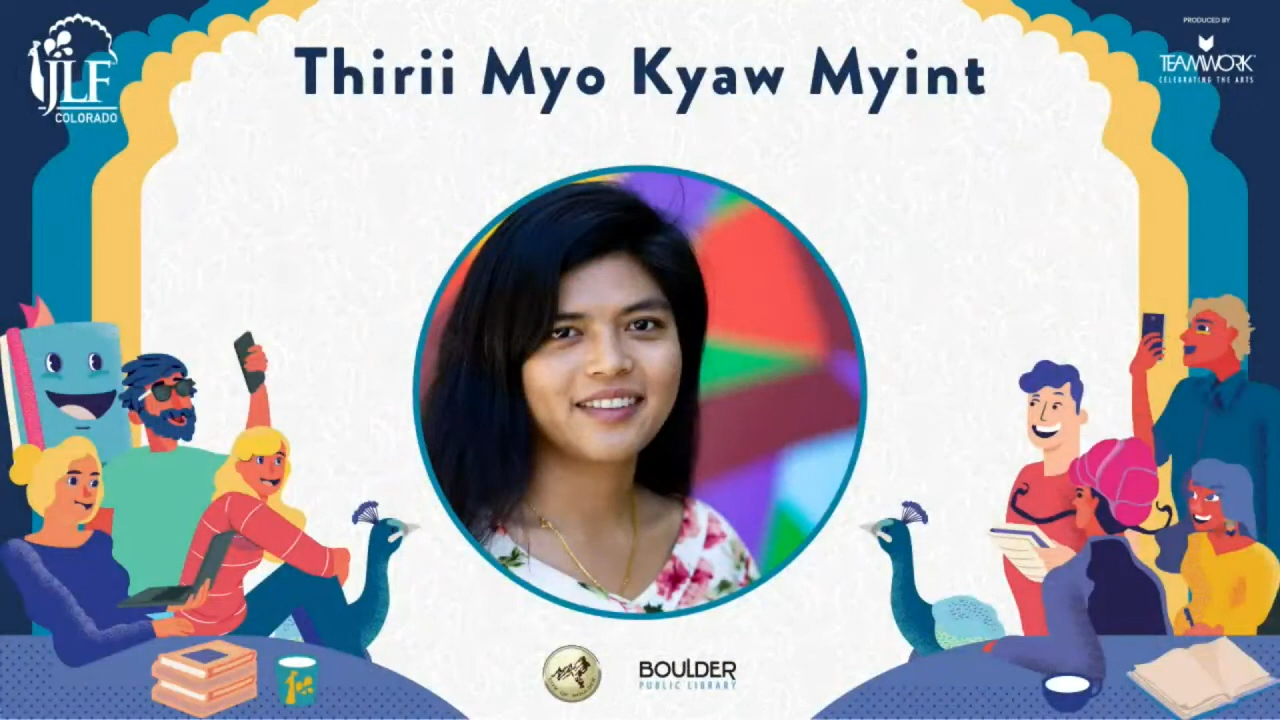 Thirii Myo Kyaw Myint
JLF
COLORADO
PRODUCED BY
TEAMWORK
CELEBRATING THE ARTS
BOULDER
PUBLIC LIBRARY